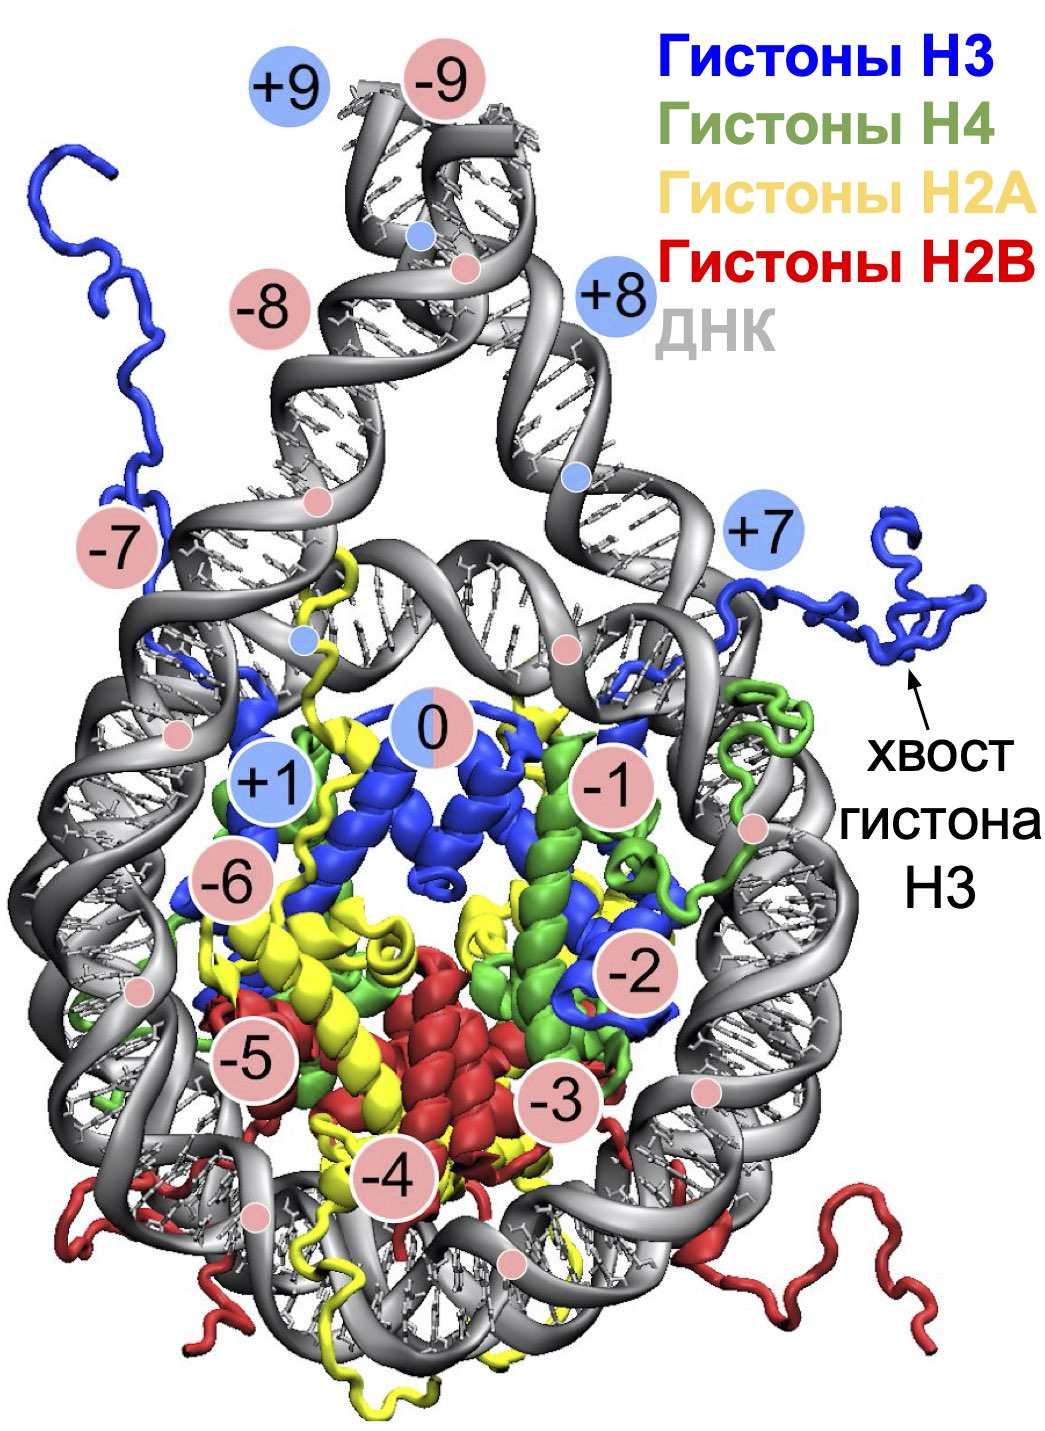 +9
-9
Гистоны H3
Гистоны H4
Гистоны H2A
Гистоны H2B
ДНК
-8
+8
-7
+7
0
+1
-1
хвост
гистона
H3
-6
-2
-5
-3
-4